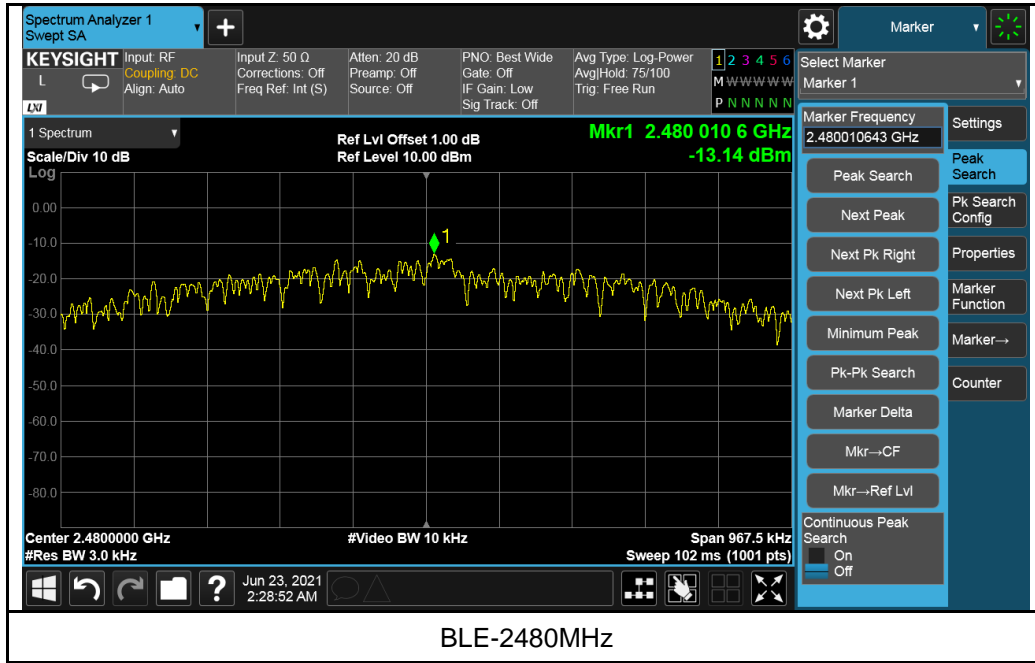 Spectrum Analyzer 1
Swept SA
+
Marker
KEYSIGHT
L
LXI
Input: RF
Coupling: DC
Align: Auto
Input Z: 50 Ω
Corrections: Off
Freq Ref: Int (S)
Atten: 20 dB
Preamp: Off
Source: Off
PNO: Best Wide
Gate: Off
IF Gain: Low
Sig Track: Off
Avg Type: Log-Power
Avg|Hold: 75/100
Trig: Free Run
1 2 3 4 5 6
M W W W W W
P N N N N N
Select Marker
Marker 1
1 Spectrum
Scale/Div 10 dB
Log
Ref Lvl Offset 1.00 dB
Ref Level 10.00 dBm
Mkr1 2.480 010 6 GHz
-13.14 dBm
0.00
-10.0
-20.0
-30.0
-40.0
-50.0
-60.0
-70.0
-80.0
1
Center 2.4800000 GHz
#Res BW 3.0 kHz
#Video BW 10 kHz
Span 967.5 kHz
Sweep 102 ms (1001 pts)
Marker Frequency
2.480010643 GHz
Peak Search
Next Peak
Next Pk Right
Next Pk Left
Minimum Peak
Pk-Pk Search
Marker Delta
Mkr→CF
Mkr→Ref Lvl
Continuous Peak
Search
On
Off
Settings
Peak
Search
Pk Search
Config
Properties
Marker
Function
Marker→
Counter
?
Jun 23, 2021
2:28:52 AM
BLE-2480MHz